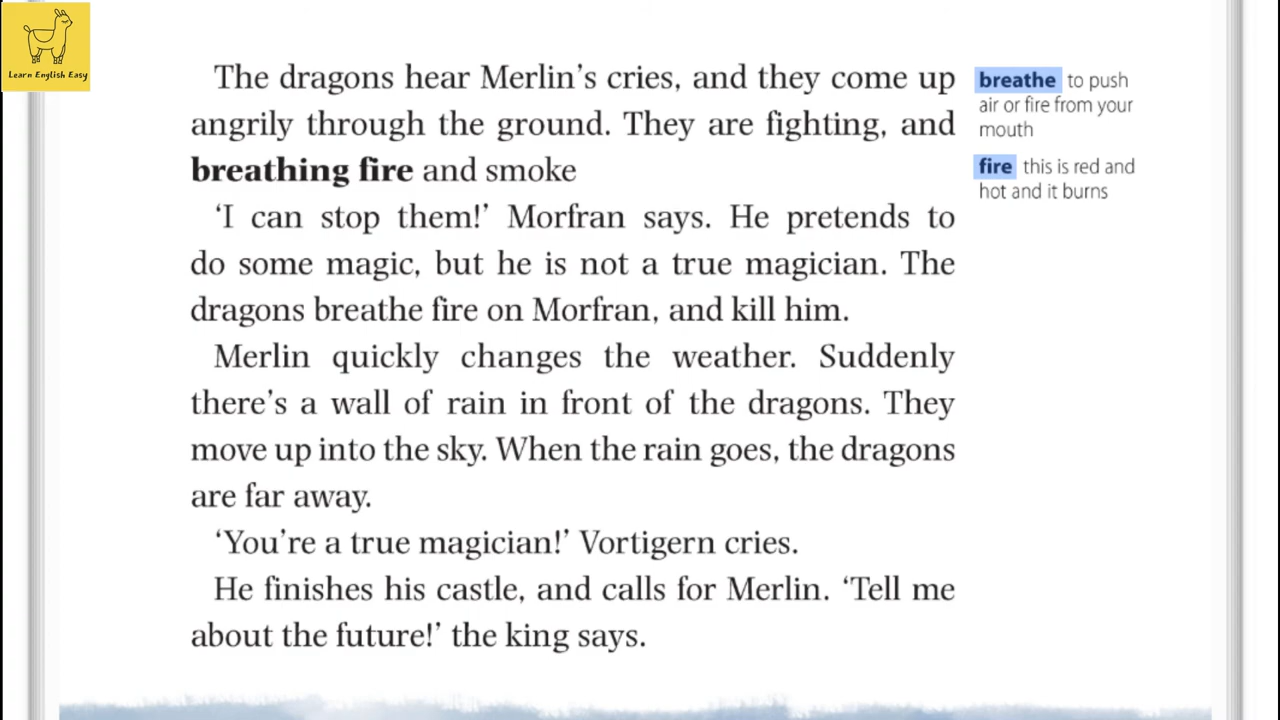 Learn English Easy
The dragons hear Merlin's cries, and they come up
angrily through the ground. They are fighting, and
breathing fire and smoke
'I can stop them!' Morfran says. He pretends to
do some magic, but he is not a true magician. The
dragons breathe fire on Morfran, and kill him.
Merlin quickly changes the weather. Suddenly
there's a wall of rain in front of the dragons. They
move up into the sky. When the rain goes, the dragons
are far away.
'You're a true magician!' Vortigern cries.
He finishes his castle, and calls for Merlin. 'Tell me
about the future!' the king says.
breathe to push
air or fire from your
mouth
fire this is red and
hot and it burns